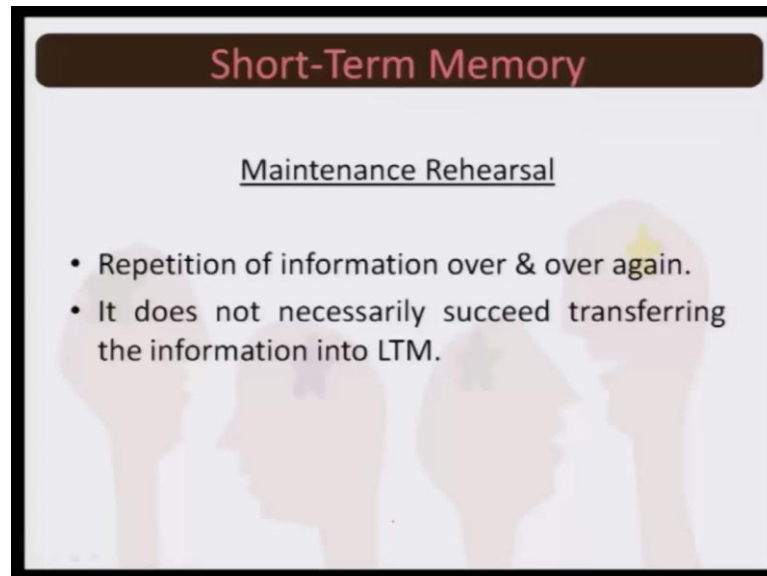 Short-Term Memory
Maintenance Rehearsal
• Repetition of information over & over again.
• It does not necessarily succeed transferring
the information into LTM.